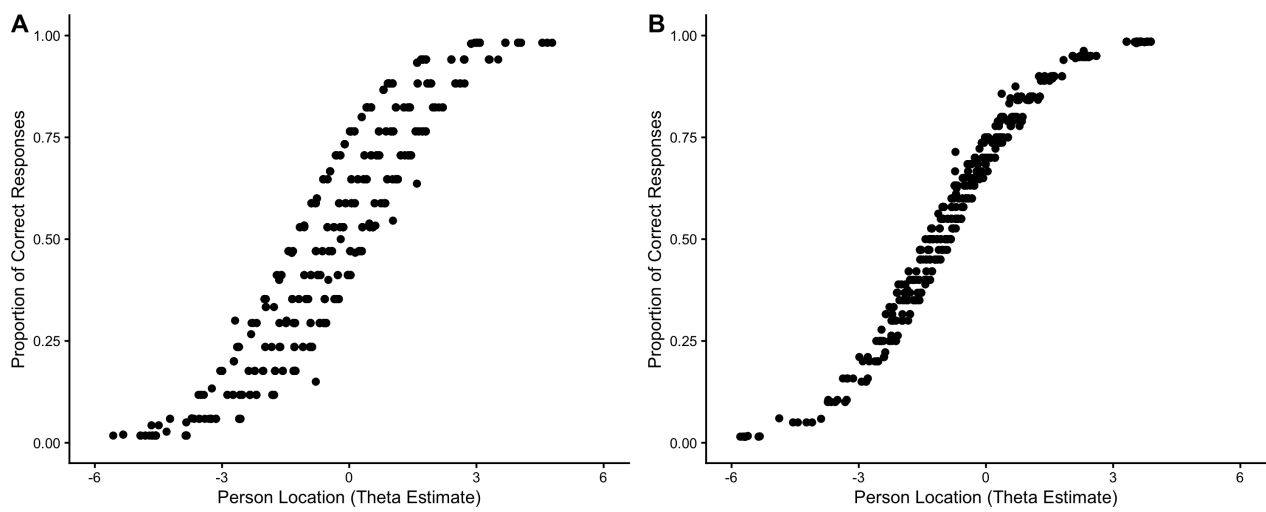 A
1.00
0.75
0.50
0.25
0.00
-6 -3 0 3 6
Person Location (Theta Estimate)
Proportion of Correct Responses
B
1.00
0.75
0.50
0.25
0.00
-6 -3 0 3 6
Person Location (Theta Estimate)
Proportion of Correct Responses